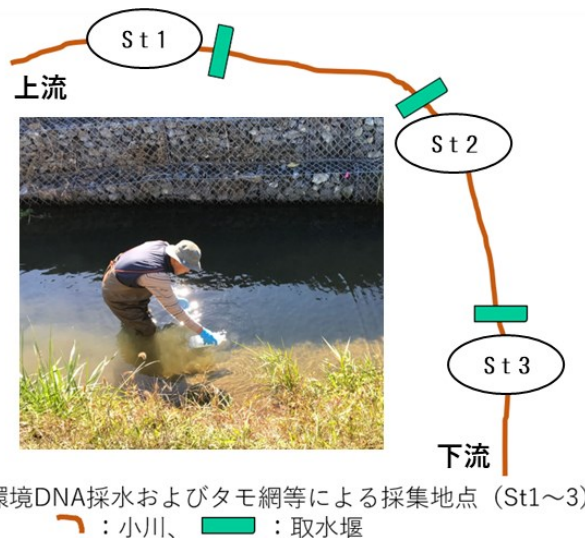 St1
上流
St2
St3
下流
環境DNA採水およびタモ網等による採集地点（St1～3）
：小川、 ：取水堰